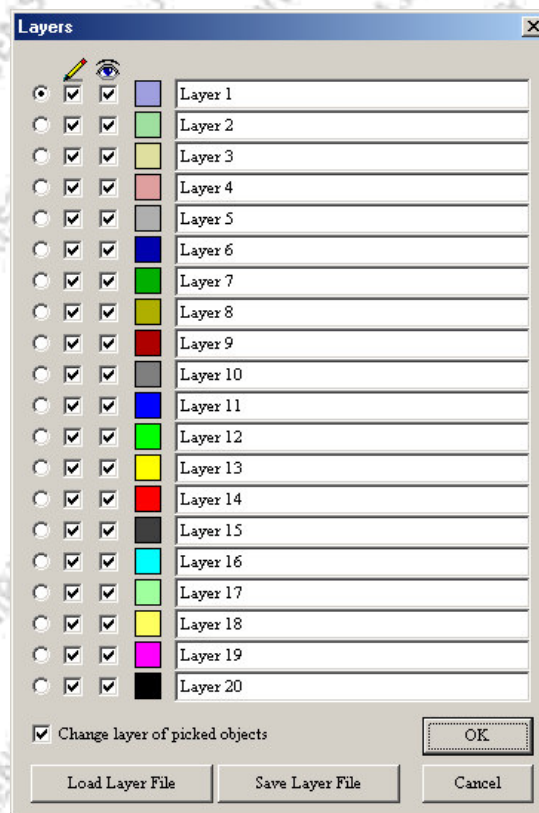 Layers
Layer 1
Layer 2
Layer 3
Layer 4
Layer 5
Layer 6
Layer 7
Layer 8
Layer 9
Layer 10
Layer 11
Layer 12
Layer 13
Layer 14
Layer 15
Layer 16
Layer 17
Layer 18
Layer 19
Layer 20
Change layer of picked objects
OK
Load Layer File
Save Layer File
Cancel